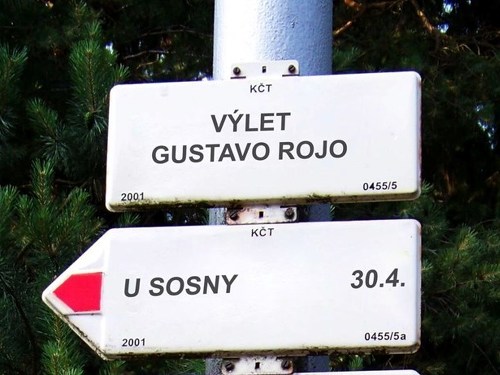 KČT
VÝLET
GUSTAVO ROJO
2001 0455/5
KČT
U SOSNY 30.4.
2001 0455/5a